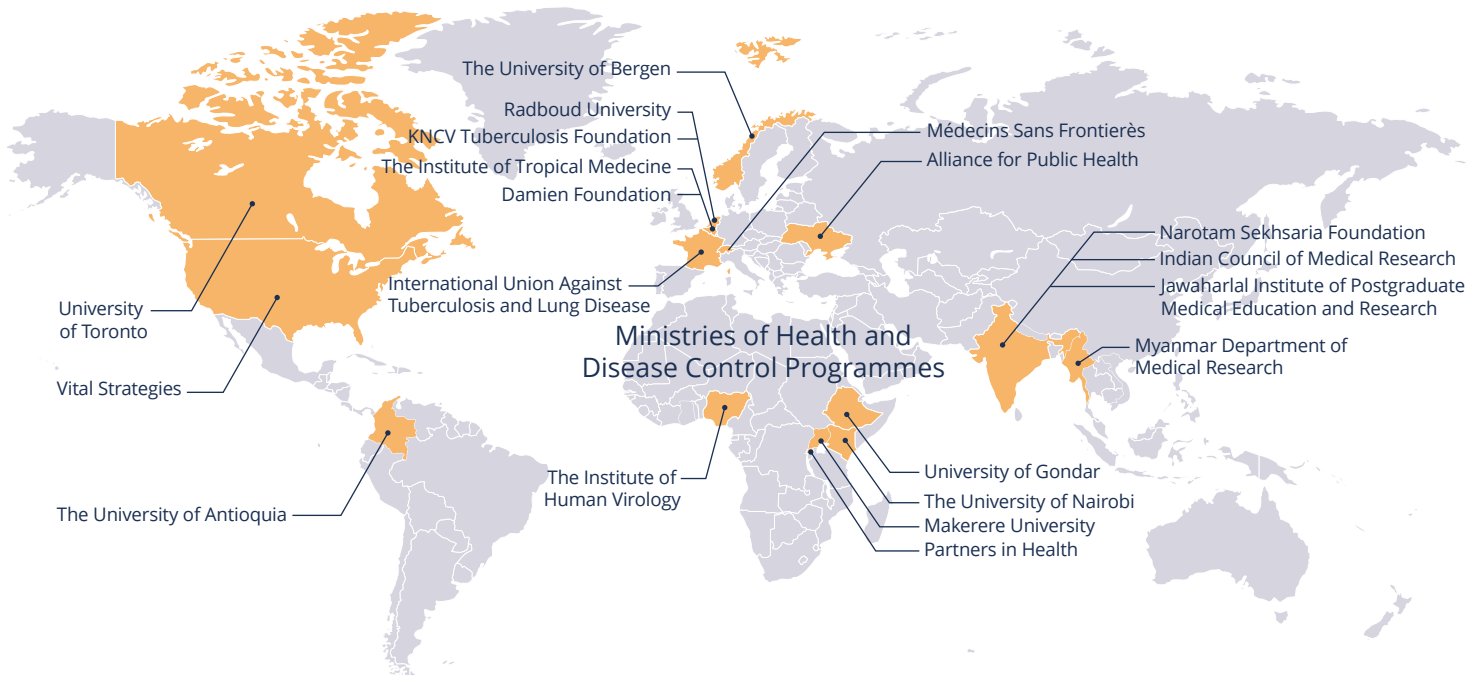 The University of Bergen
Radboud University
KNCV Tuberculosis Foundation
The Institute of Tropical Medecine
Damien Foundation
Médecins Sans Frontierès
Alliance for Public Health
Narotam Sekhsaria Foundation
Indian Council of Medical Research
Jawaharlal Institute of Postgraduate
Medical Education and Research
International Union Against
Tuberculosis and Lung Disease
University
of Toronto
Ministries of Health and
Disease Control Programmes
Myanmar Department of
Medical Research
Vital Strategies
The Institute of
Human Virology
University of Gondar
The University of Nairobi
Makerere University
Partners in Health
The University of Antioquia